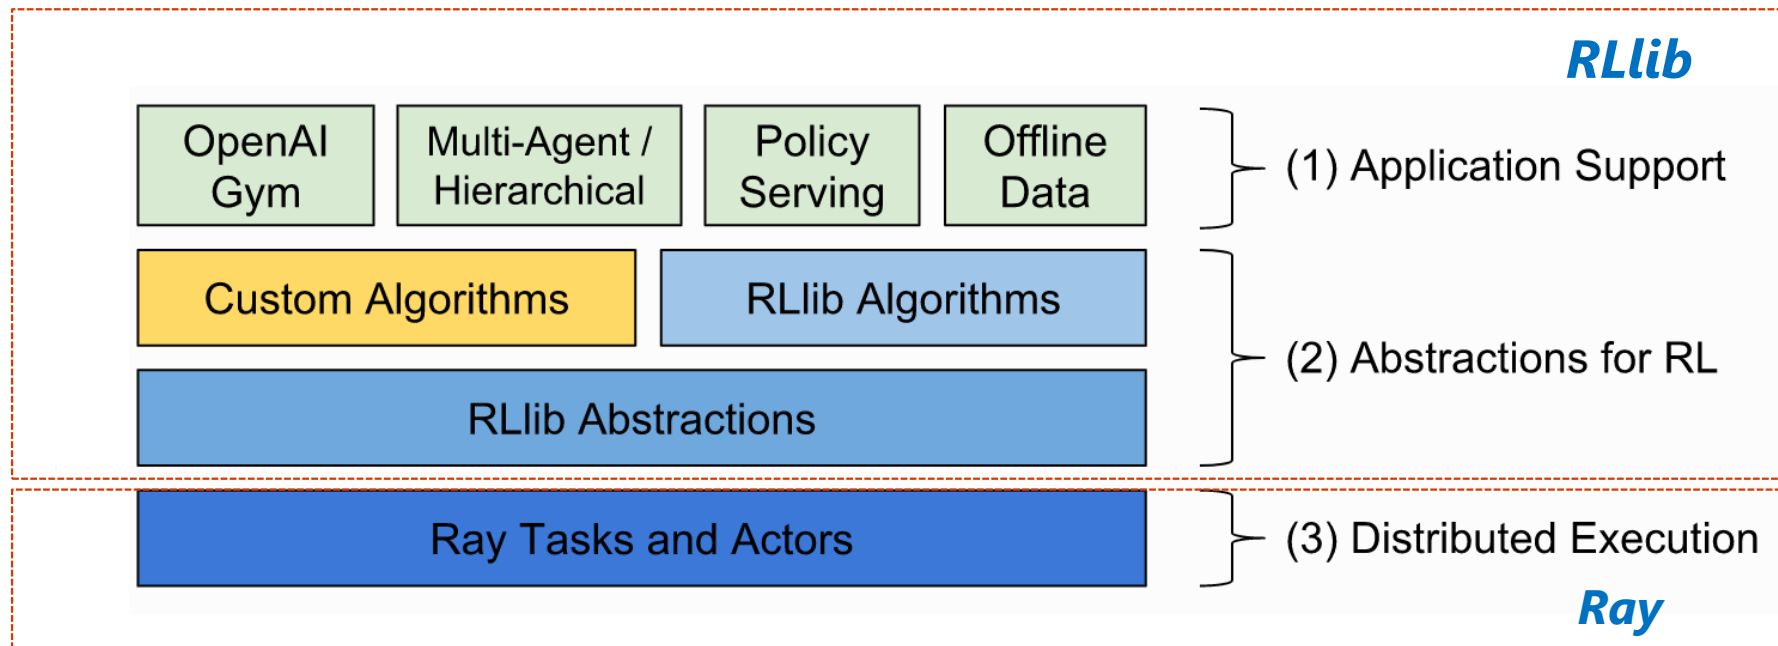 RLlib
OpenAI
Gym
Multi-Agent /
Hierarchical
Policy
Serving
Offline
Data
(1) Application Support
Custom Algorithms
RLlib Algorithms
(2) Abstractions for RL
RLlib Abstractions
Ray Tasks and Actors
(3) Distributed Execution
Ray